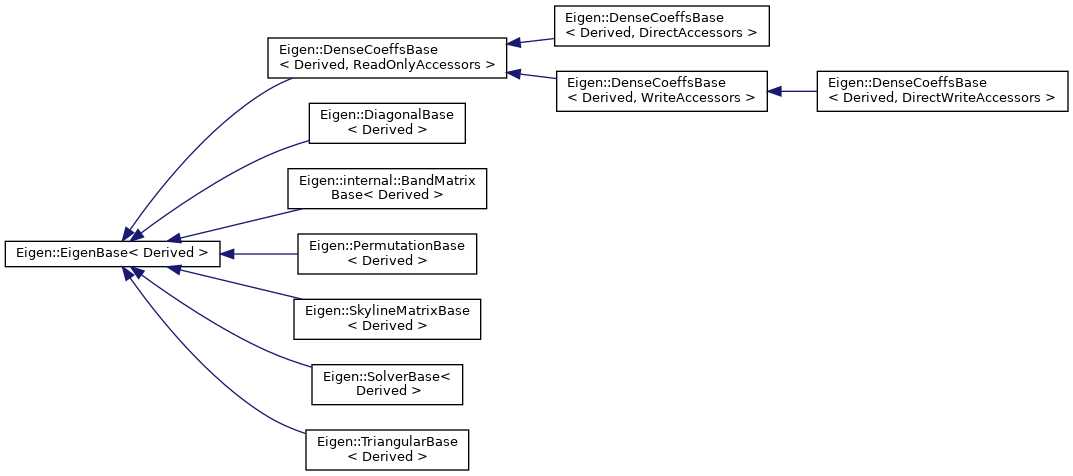 Eigen::DenseCoeffsBase
< Derived, DirectAccessors >
Eigen::DenseCoeffsBase
< Derived, ReadOnlyAccessors >
Eigen::DenseCoeffsBase
< Derived, WriteAccessors >
Eigen::DenseCoeffsBase
< Derived, DirectWriteAccessors >
Eigen::DiagonalBase
< Derived >
Eigen::internal::BandMatrix
Base< Derived >
Eigen::EigenBase< Derived >
Eigen::PermutationBase
< Derived >
Eigen::SkylineMatrixBase
< Derived >
Eigen::SolverBase<
Derived >
Eigen::TriangularBase
< Derived >